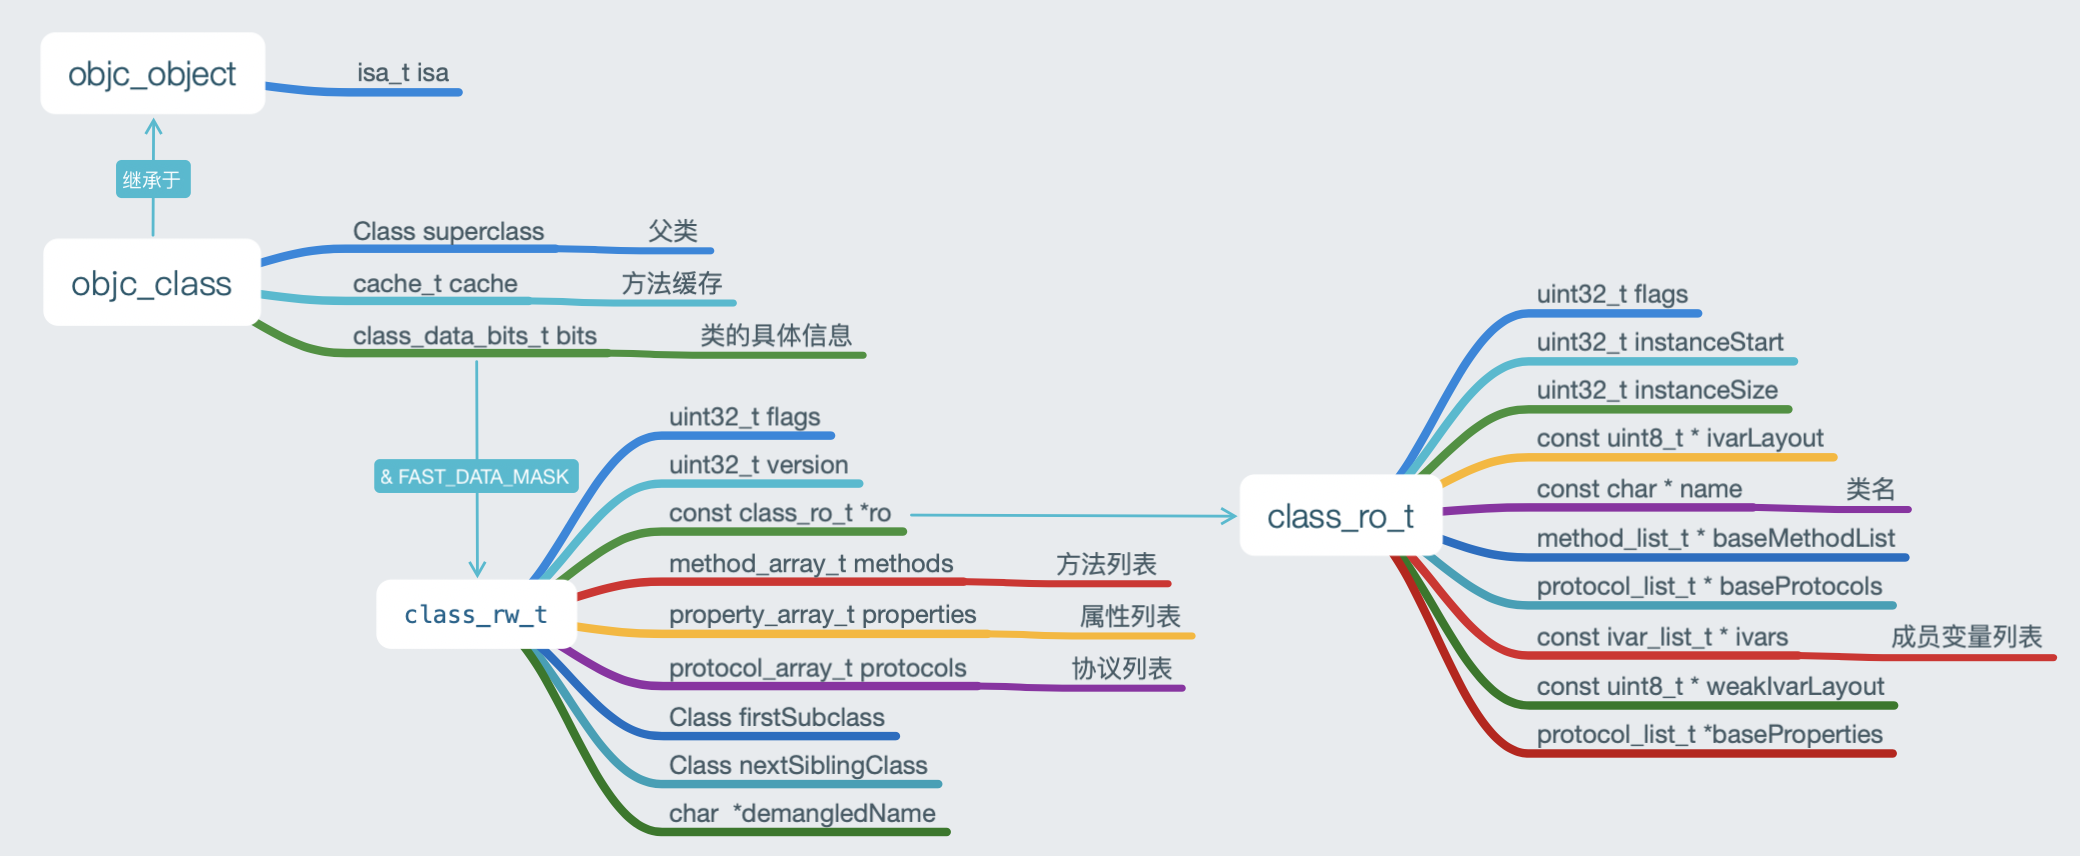 objc_object
isa_t isa
继承于
objc_class
Class superclass 父类
cache_t cache 方法缓存
class_data_bits_t bits 类的具体信息
& FAST_DATA_MASK
class_rw_t
uint32_t flags
uint32_t version
const class_ro_t *ro
method_array_t methods 方法列表
property_array_t properties 属性列表
protocol_array_t protocols 协议列表
Class firstSubclass
Class nextSiblingClass
char *demangledName
class_ro_t
uint32_t flags
uint32_t instanceStart
uint32_t instanceSize
const uint8_t * ivarLayout
const char * name 类名
method_list_t * baseMethodList
protocol_list_t * baseProtocols
const ivar_list_t * ivars 成员变量列表
const uint8_t * weakIvarLayout
protocol_list_t *baseProperties